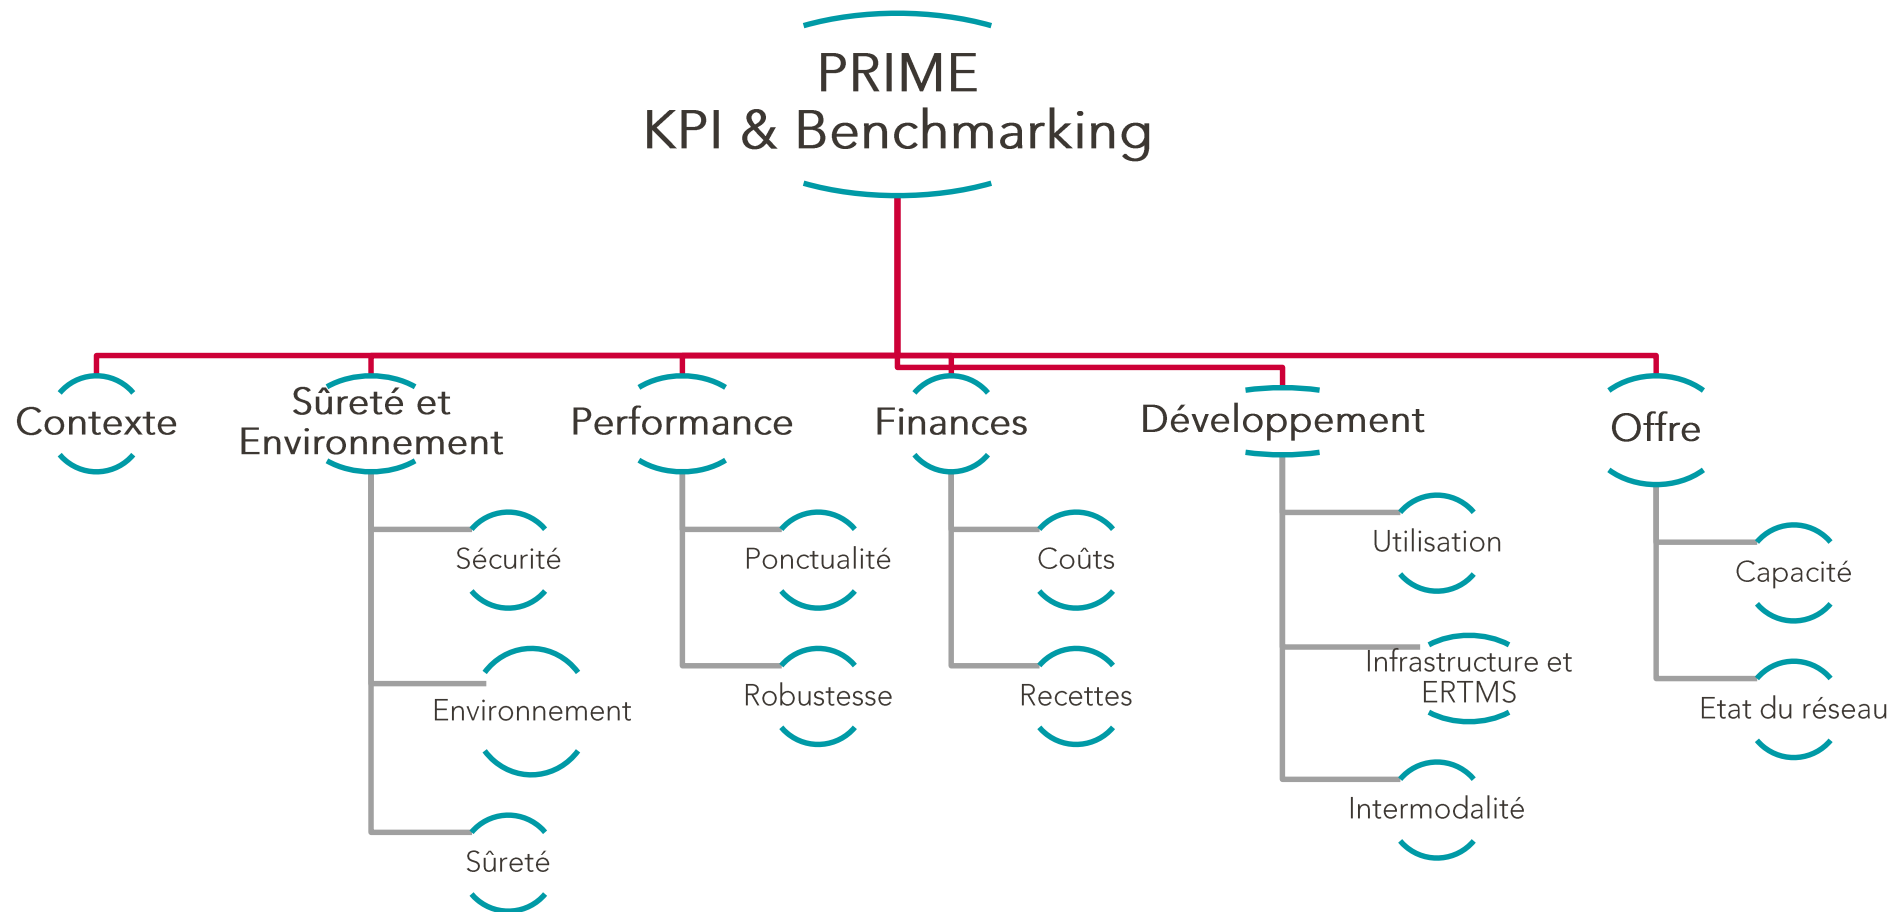 PRIME
KPI & Benchmarking
Contexte
Sûreté et
Environnement
Sécurité
Environnement
Sûreté
Performance
Ponctualité
Robustesse
Finances
Coûts
Recettes
Développement
Utilisation
Infrastructure et
ERTMS
Intermodalité
Offre
Capacité
Etat du réseau